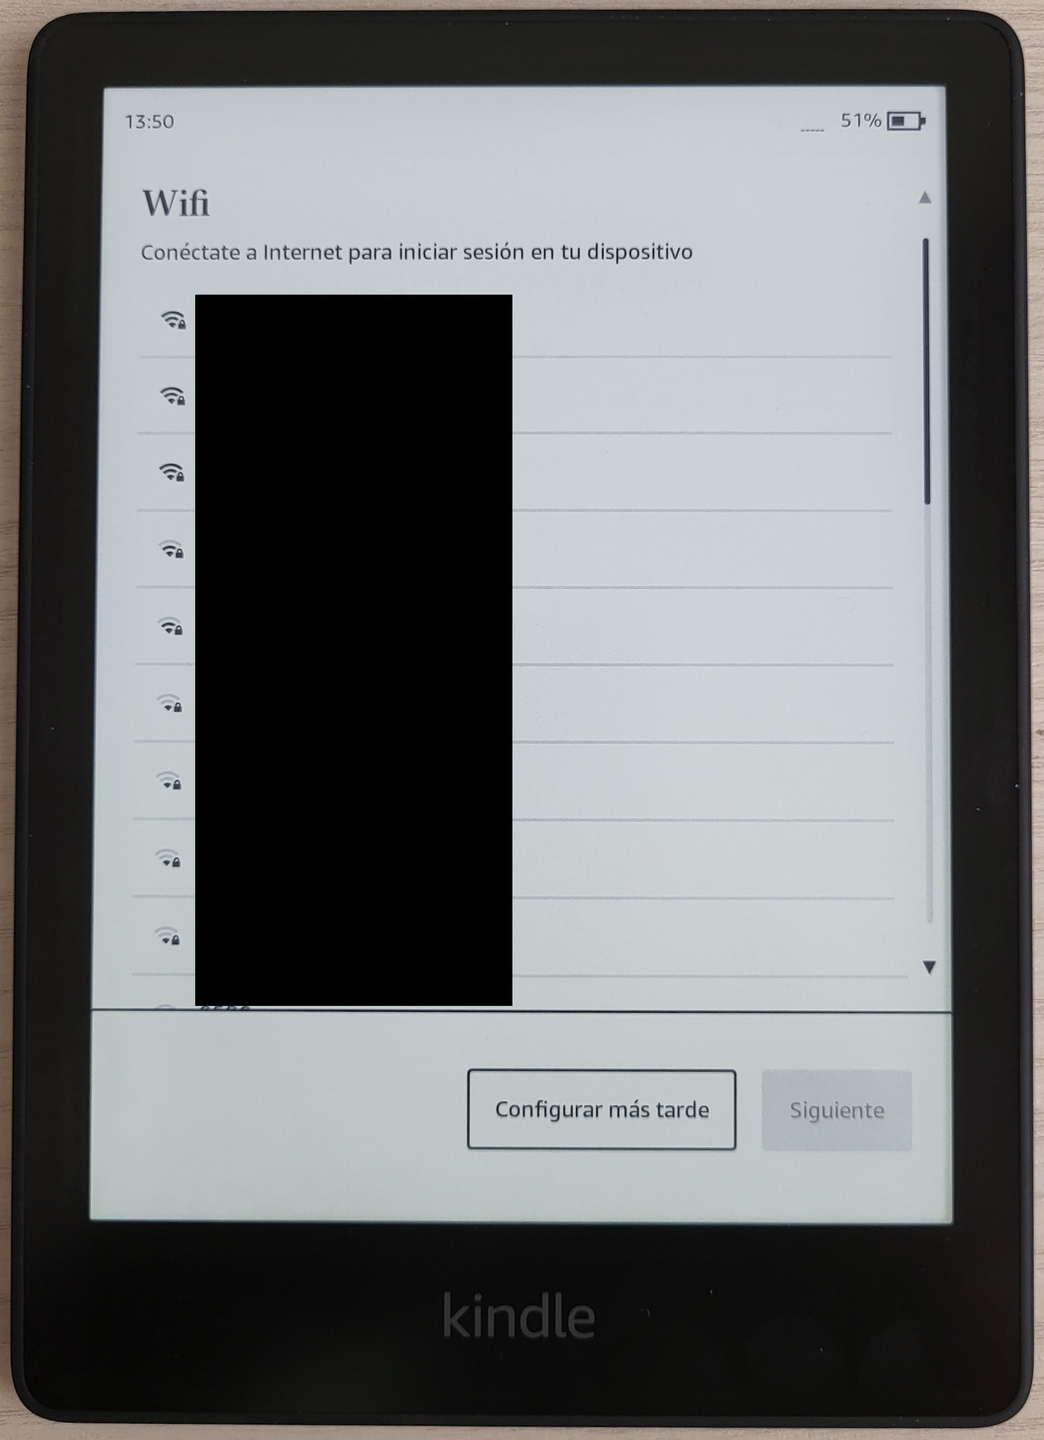 13:50
51%
Wifi
Conéctate a Internet para iniciar sesión en tu dispositivo
Configurar más tarde
Siguiente
kindle